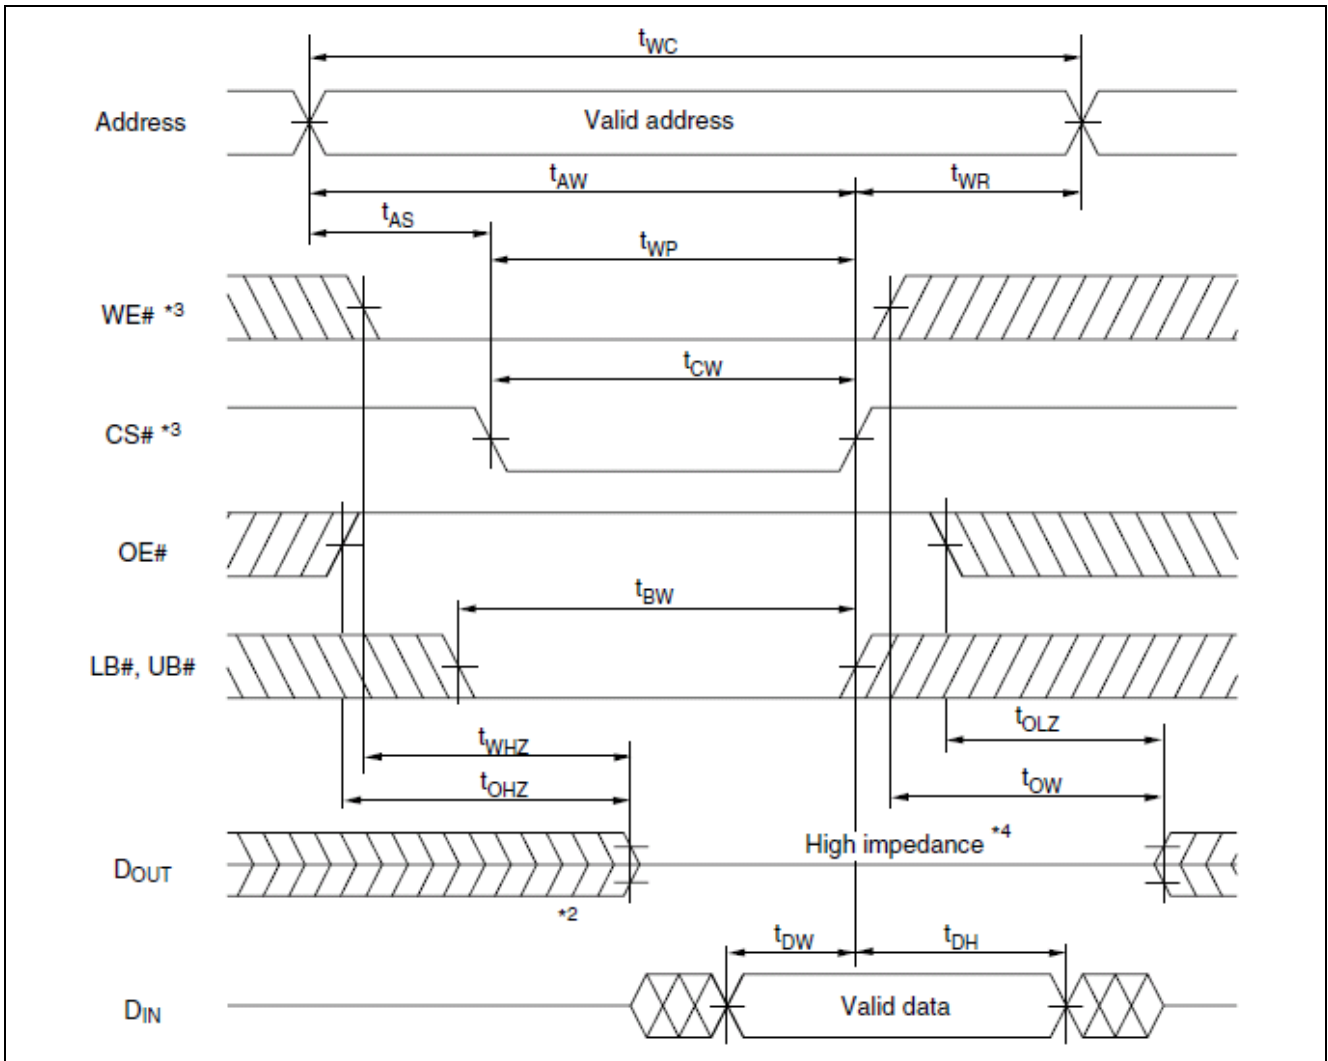 tWC
Address Valid address
tAW tWR
tAS
tWP
WE# *3
tCW
CS# *3
OE#
tBW
LB#, UB#
tOLZ
tWHZ
tOHZ tOW
High impedance *4
DOUT
*2
tDW tDH
DIN Valid data